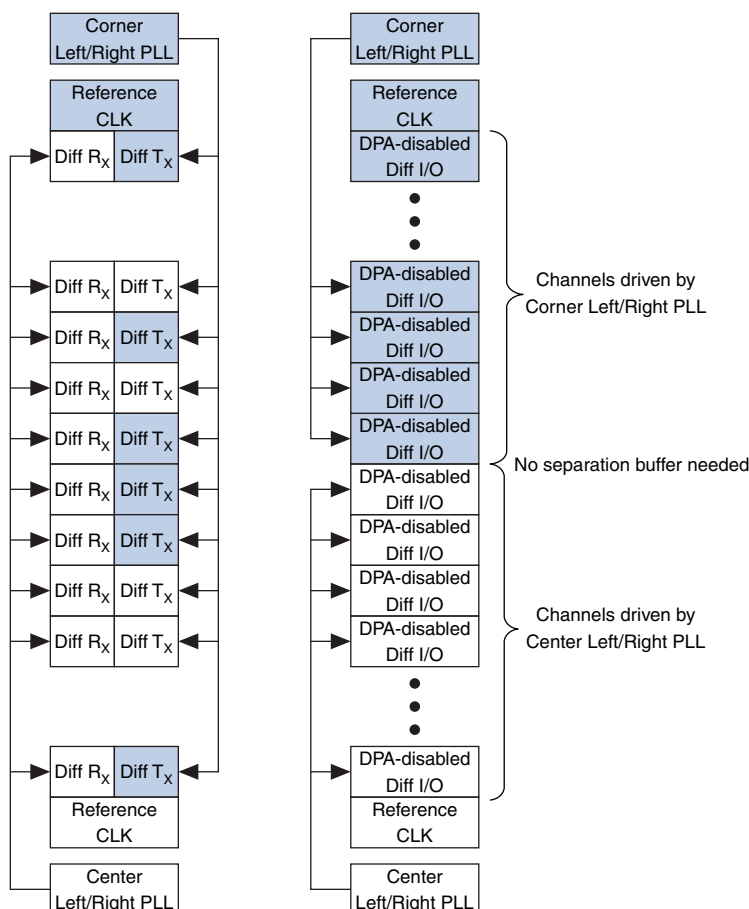 Corner
Left/Right PLL
Reference
CLK
Diff RX Diff TX
Diff RX Diff TX
Diff RX Diff TX
Diff RX Diff TX
Diff RX Diff TX
Diff RX Diff TX
Diff RX Diff TX
Diff RX Diff TX
Diff RX Diff TX
Diff RX Diff TX
Reference
CLK
Center
Left/Right PLL
Corner
Left/Right PLL
Reference
CLK
DPA-disabled
Diff I/O
DPA-disabled
Diff I/O
DPA-disabled
Diff I/O
DPA-disabled
Diff I/O
DPA-disabled
Diff I/O
DPA-disabled
Diff I/O
DPA-disabled
Diff I/O
DPA-disabled
Diff I/O
DPA-disabled
Diff I/O
DPA-disabled
Diff I/O
Reference
CLK
Center
Left/Right PLL
Channels driven by
Corner Left/Right PLL
No separation buffer needed
Channels driven by
Center Left/Right PLL